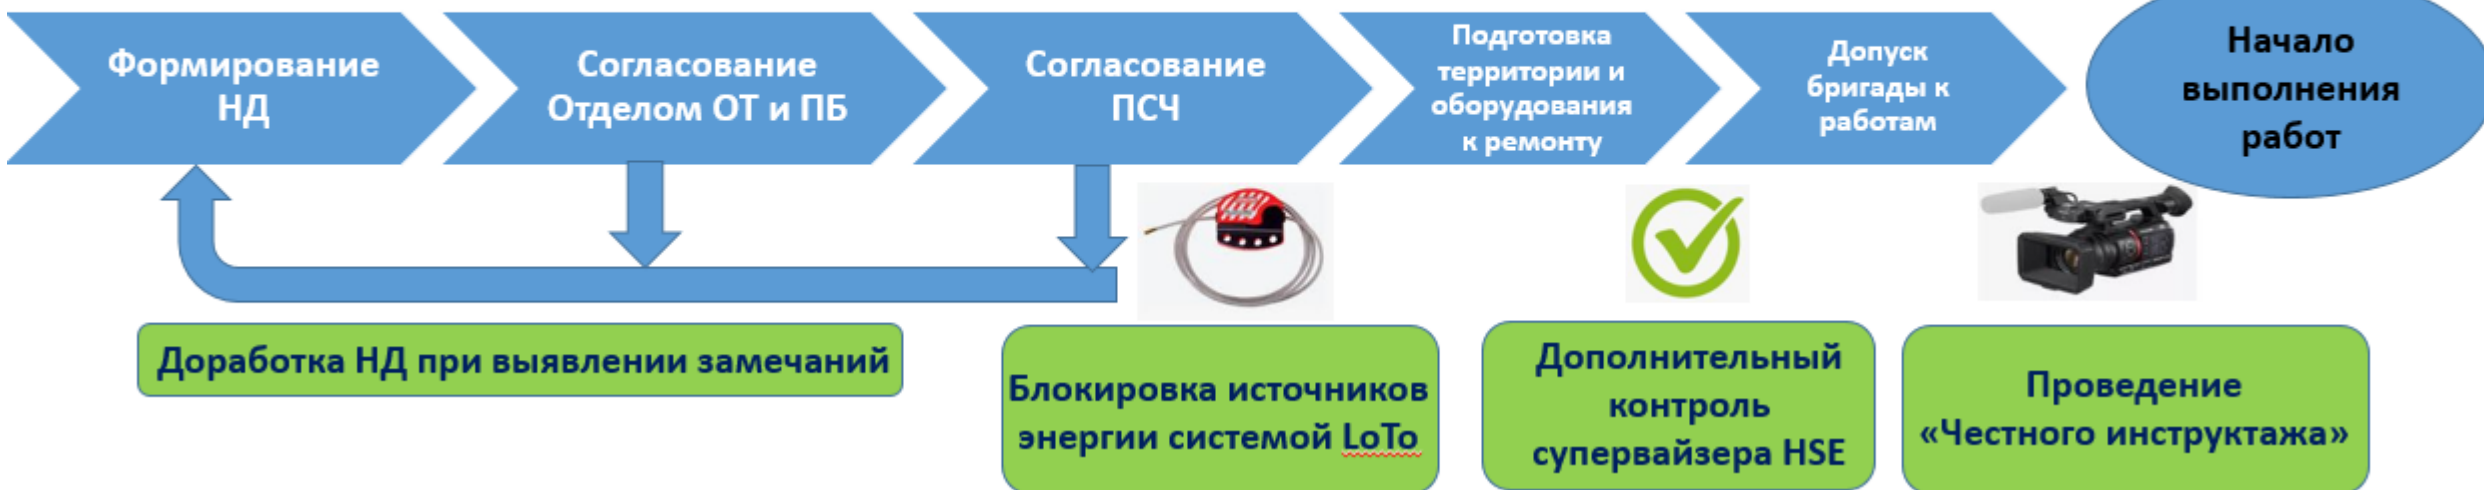 Формирование
НД
Согласование
Отделом ОТ и ПБ
Согласование
ПСЧ
Подготовка
территории и
оборудования
к ремонту
Допуск
бригады к
работам
Начало
выполнения
работ
Доработка НД при выявлении замечаний
Блокировка источников
энергии системой LoTo
Дополнительный
контроль
супервайзера HSE
Проведение
«Честного инструктажа»